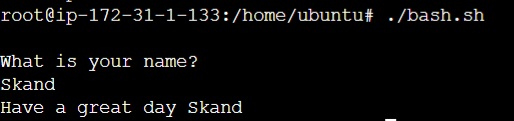 root@ip-172-31-1-133:/home/ubuntu# ./bash.sh
What is your name?
Skand
Have a great day Skand